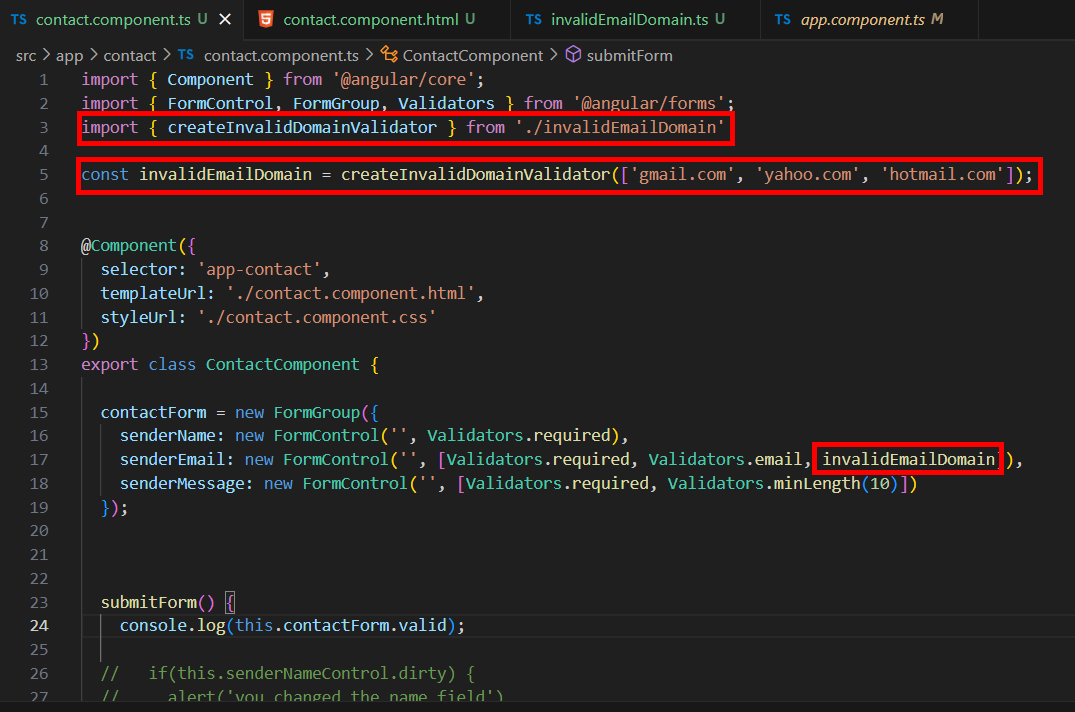 TS contact.component.ts U × contact.component.html U TS invalidEmailDomain.ts U TS app.component.ts M
src > app > contact > TS contact.component.ts > ContactComponent > submitForm
1 import { Component } from '@angular/core';
2 import { FormControl, FormGroup, Validators } from '@angular/forms';
3 import { createInvalidDomainValidator } from './invalidEmailDomain'
4
5 const invalidEmailDomain = createInvalidDomainValidator(['gmail.com', 'yahoo.com', 'hotmail.com']);
6
7
8 @Component({
9 selector: 'app-contact',
10 templateUrl: './contact.component.html',
11 styleUrl: './contact.component.css'
12 })
13 export class ContactComponent {
14
15 contactForm = new FormGroup({
16 senderName: new FormControl('', Validators.required),
17 senderEmail: new FormControl('', [Validators.required, Validators.email, invalidEmailDomain]),
18 senderMessage: new FormControl('', [Validators.required, Validators.minLength(10)])
19 });
20
21
22
23 submitForm() {
24 console.log(this.contactForm.valid);
25
26 // if(this.senderNameControl.dirty) {
27 // alert('you changed the name field')